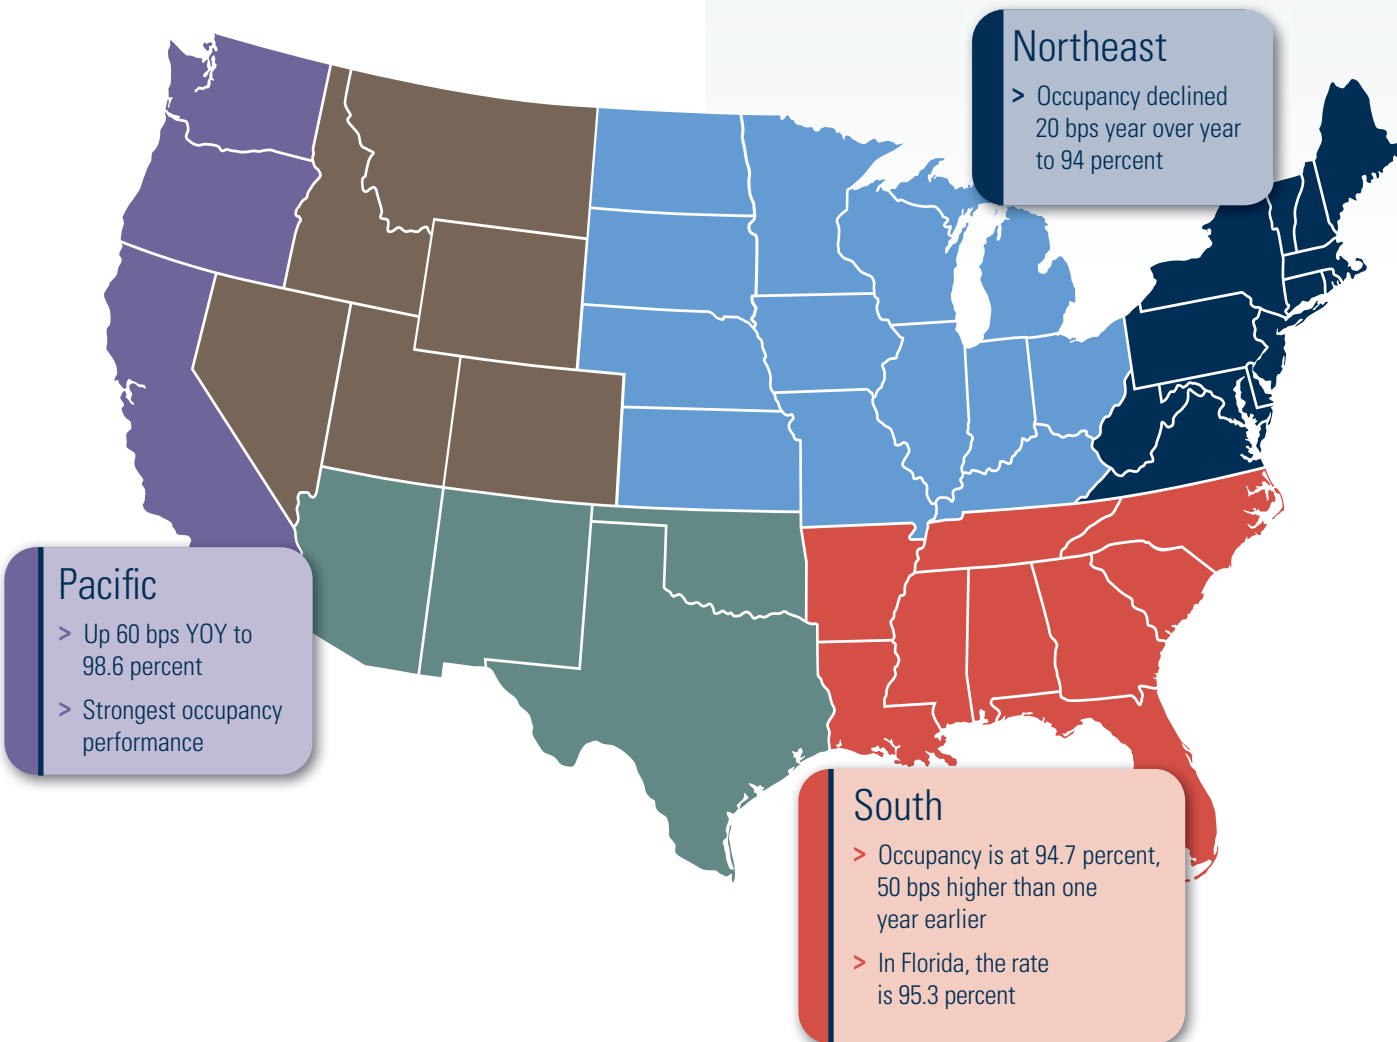 Northeast
> Occupancy declined
20 bps year over year
to 94 percent
Pacific
> Up 60 bps YOY to
98.6 percent
> Strongest occupancy
performance
South
> Occupancy is at 94.7 percent,
50 bps higher than one
year earlier
> In Florida, the rate
is 95.3 percent